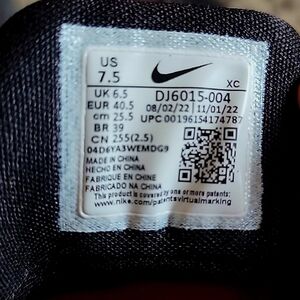 US
7.5
XC
UK 6.5
EUR 40.5
cm 25.5
BR 39
CN 255(2.5)
DJ6015-004
08/02/22 11/01/22
UPC 00196154174787
04D6YA3WEMDG9
MADE IN CHINA
HECHO EN CHINA
FABRIQUE EN CHINE
FABRICADO NA CHINA
This product is covered by one or more patents. See
www.nike.com/patentsvirtualmarking